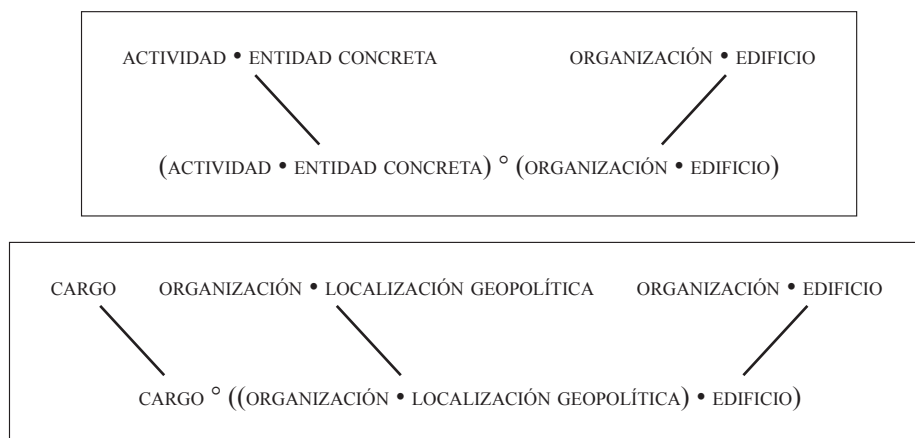 ACTIVIDAD • ENTIDAD CONCRETA ORGANIZACIÓN • EDIFICIO
(ACTIVIDAD • ENTIDAD CONCRETA) ° (ORGANIZACIÓN • EDIFICIO)
CARGO ORGANIZACIÓN • LOCALIZACIÓN GEOPOLÍTICA ORGANIZACIÓN • EDIFICIO
CARGO ° ((ORGANIZACIÓN • LOCALIZACIÓN GEOPOLÍTICA) • EDIFICIO)